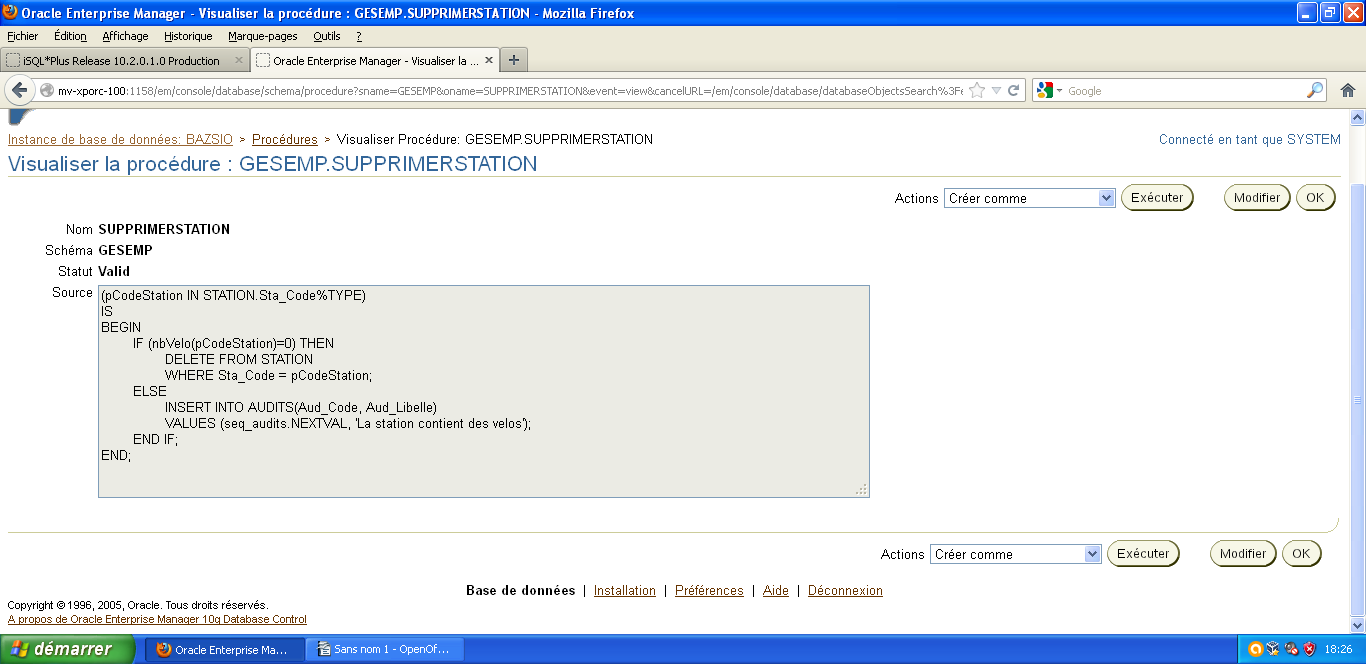 Oracle Enterprise Manager - Visualiser la procédure : GESEMP.SUPPRIMERSTATION - Mozilla Firefox
Fichier Édition Affichage Historique Marque-pages Outils ?
iSQL*Plus Release 10.2.0.1.0 Production × Oracle Enterprise Manager - Visualiser la ... × +
mv-xporc-100:1158/em/console/database/schema/procedure?sname=GESEMP&oname=SUPPRIMERSTATION&event=view&cancelURL=/em/console/database/databaseObjectsSearch%3Fe Google
Instance de base de données: BAZSIO > Procédures > Visualiser Procédure: GESEMP.SUPPRIMERSTATION Connecté en tant que SYSTEM
Visualiser la procédure : GESEMP.SUPPRIMERSTATION
Actions Créer comme Exécuter Modifier OK
Nom SUPPRIMERSTATION
Schéma GESEMP
Statut Valid
Source (pCodeStation IN STATION.Sta_Code%TYPE)
IS
BEGIN
IF (nbVelo(pCodeStation)=0) THEN
DELETE FROM STATION
WHERE Sta_Code = pCodeStation;
ELSE
INSERT INTO AUDITS(Aud_Code, Aud_Libelle)
VALUES (seq_audits.NEXTVAL, 'La station contient des velos');
END IF;
END;
Actions Créer comme Exécuter Modifier OK
Base de données | Installation | Préférences | Aide | Déconnexion
Copyright © 1996, 2005, Oracle. Tous droits réservés.
A propos de Oracle Enterprise Manager 10g Database Control
démarrer Oracle Enterprise Ma... Sans nom 1 - OpenOf... 18:26